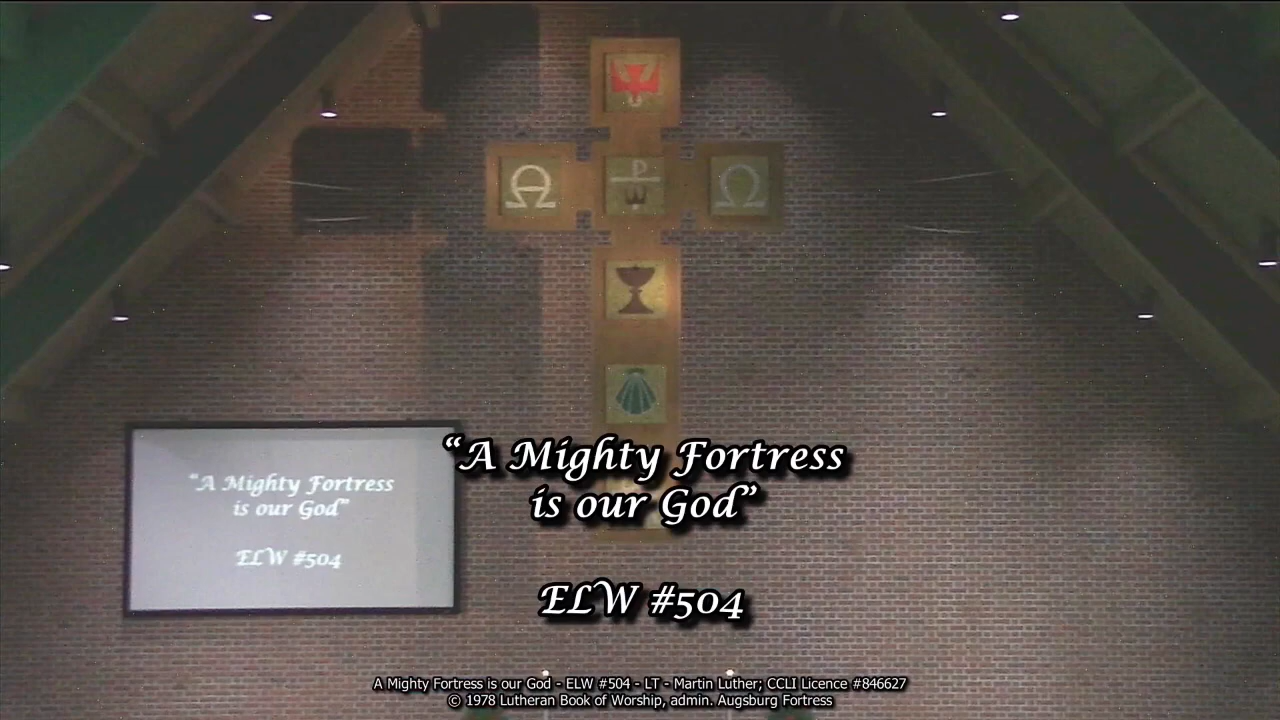 “A Mighty Fortress
is our God”
ELW #504
“A Mighty Fortress
is our God”
ELW #504
A Mighty Fortress is our God - ELW #504 - LT - Martin Luther; CCLI Licence #846627
© 1978 Lutheran Book of Worship, admin. Augsburg Fortress